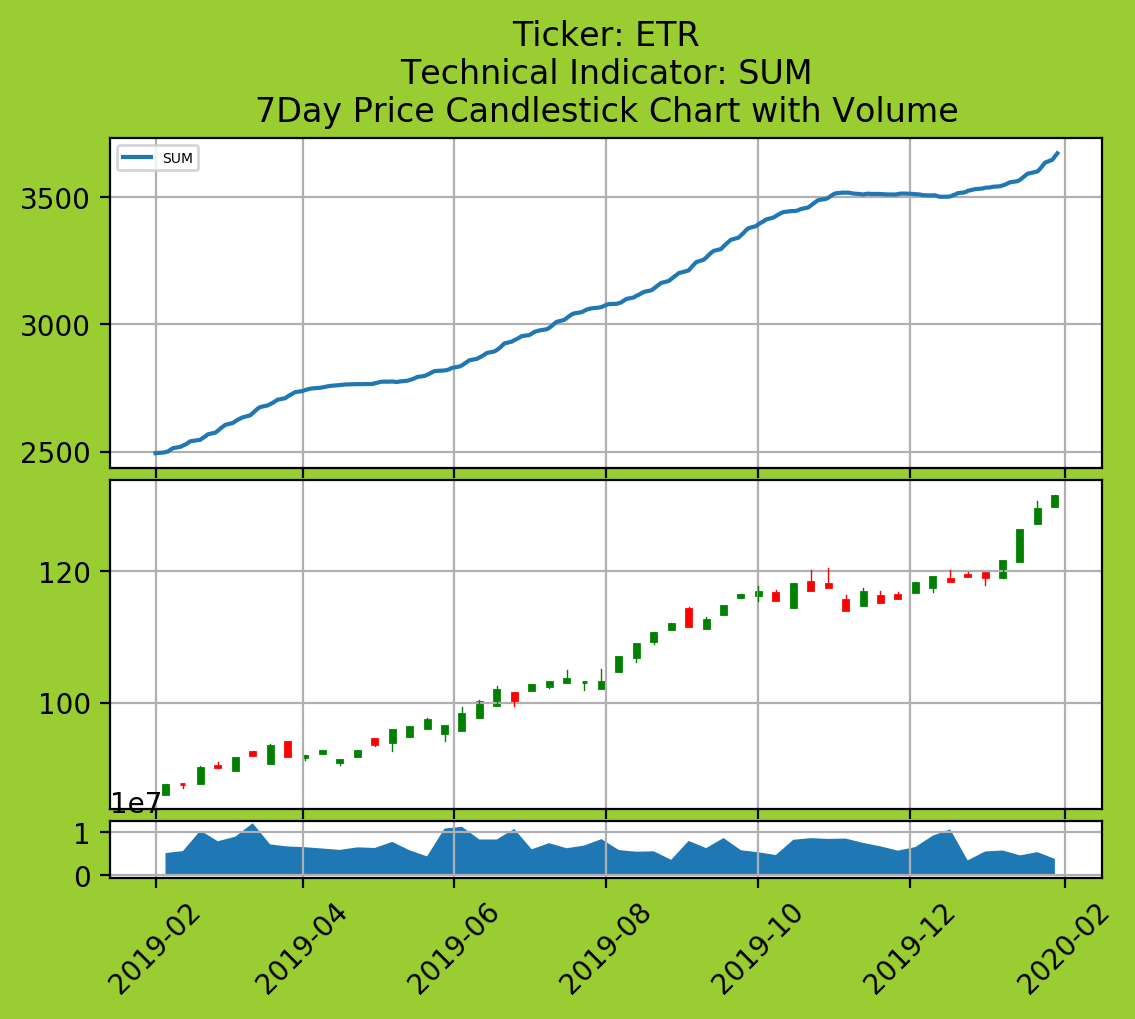 Ticker: ETR
Technical Indicator: SUM
7Day Price Candlestick Chart with Volume
SUM
3500
3000
2500
120
100
1e7
1
0
2019-02
2019-04
2019-06
2019-08
2019-10
2019-12
2020-02